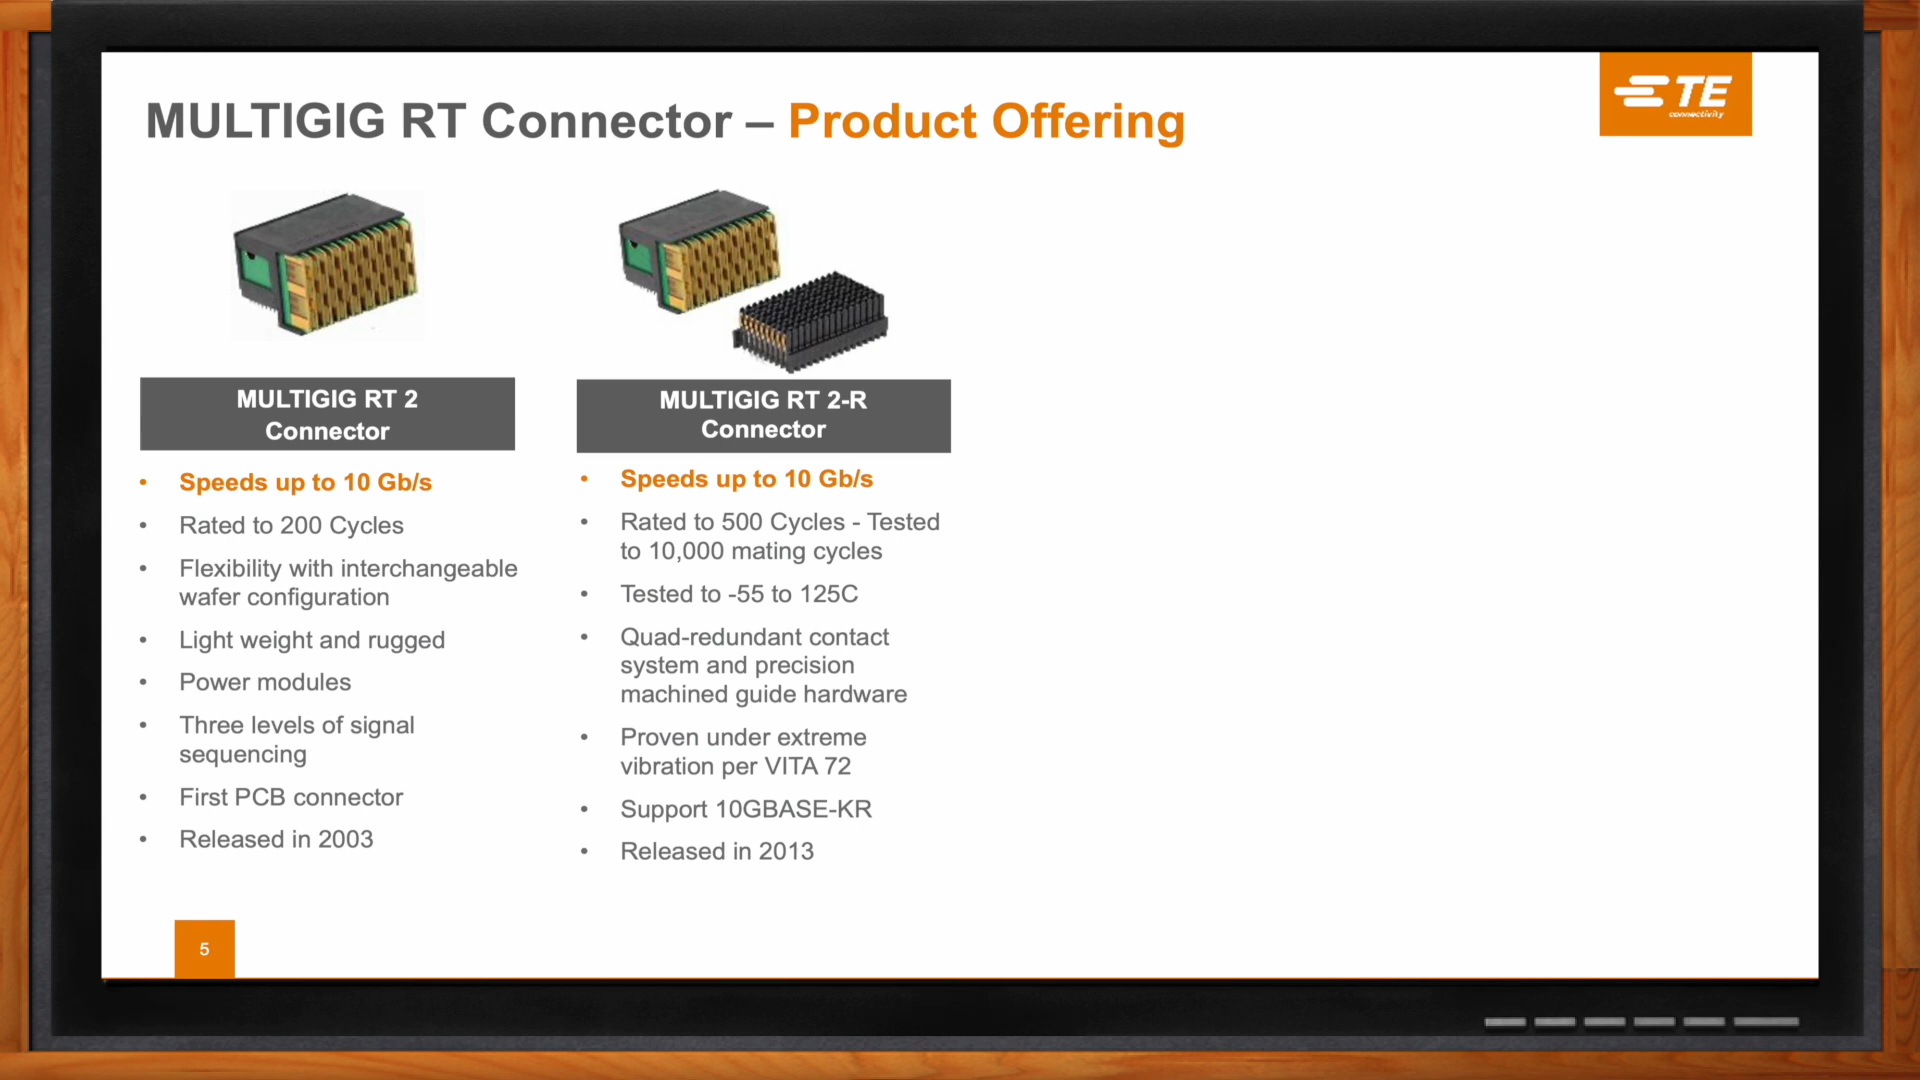 MULTIGIG RT Connector – Product Offering
TE
connectivity
MULTIGIG RT 2
Connector
• Speeds up to 10 Gb/s
• Rated to 200 Cycles
• Flexibility with interchangeable
wafer configuration
• Light weight and rugged
• Power modules
• Three levels of signal
sequencing
• First PCB connector
• Released in 2003
MULTIGIG RT 2-R
Connector
• Speeds up to 10 Gb/s
• Rated to 500 Cycles - Tested
to 10,000 mating cycles
• Tested to -55 to 125C
• Quad-redundant contact
system and precision
machined guide hardware
• Proven under extreme
vibration per VITA 72
• Support 10GBASE-KR
• Released in 2013
5